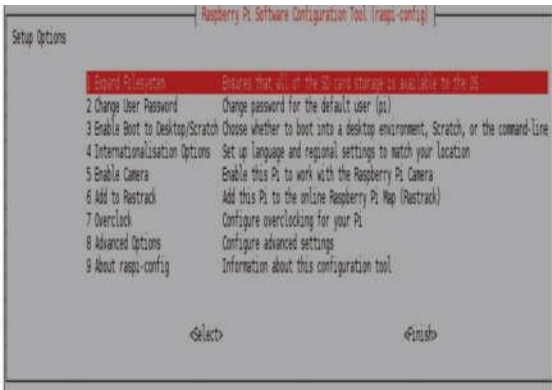 Raspberry Pi Software Configuration Tool (raspi-config)
Setup Options
1 Expand Filesystem Ensures that all of the SD card storage is available to the OS
2 Change User Password Change password for the default user (pi)
3 Enable Boot to Desktop/Scratch Choose whether to boot into a desktop environment, Scratch, or the command-line
4 Internationalisation Options Set up language and regional settings to match your location
5 Enable Camera Enable this Pi to work with the Raspberry Pi Camera
6 Add to Rastrack Add this Pi to the online Raspberry Pi Map (Rastrack)
7 Overclock Configure overclocking for your Pi
8 Advanced Options Configure advanced settings
9 About raspi-config Information about this configuration tool
<Select> <Finish>